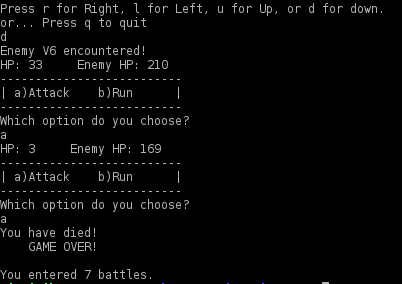 Press r for Right, l for Left, u for Up, or d for down.
or... Press q to quit
d
Enemy V6 encountered!
HP: 33     Enemy HP: 210
--------------------------
| a)Attack    b)Run      |
--------------------------
Which option do you choose?
a
HP: 3     Enemy HP: 169
--------------------------
| a)Attack    b)Run      |
--------------------------
Which option do you choose?
a
You have died!
    GAME OVER!

You entered 7 battles.